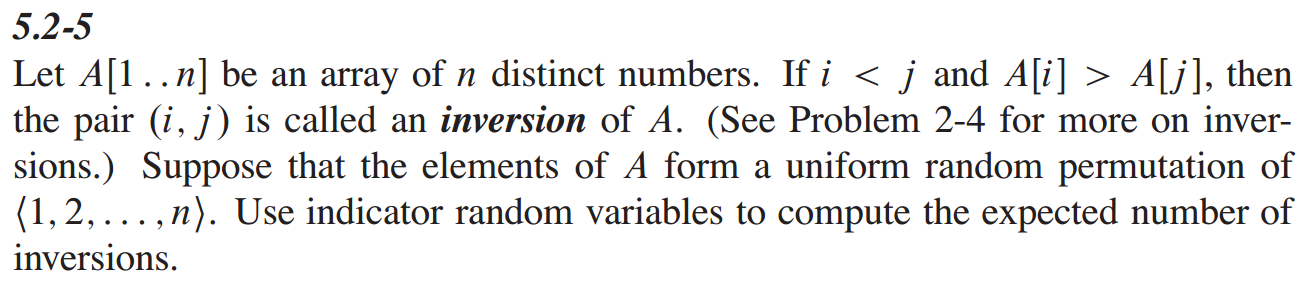 5.2-5
Let A[1..n] be an array of n distinct numbers. If i < j and A[i] > A[j], then
the pair (i, j) is called an inversion of A. (See Problem 2-4 for more on inver-
sions.) Suppose that the elements of A form a uniform random permutation of
⟨1, 2, . . . , n⟩. Use indicator random variables to compute the expected number of
inversions.